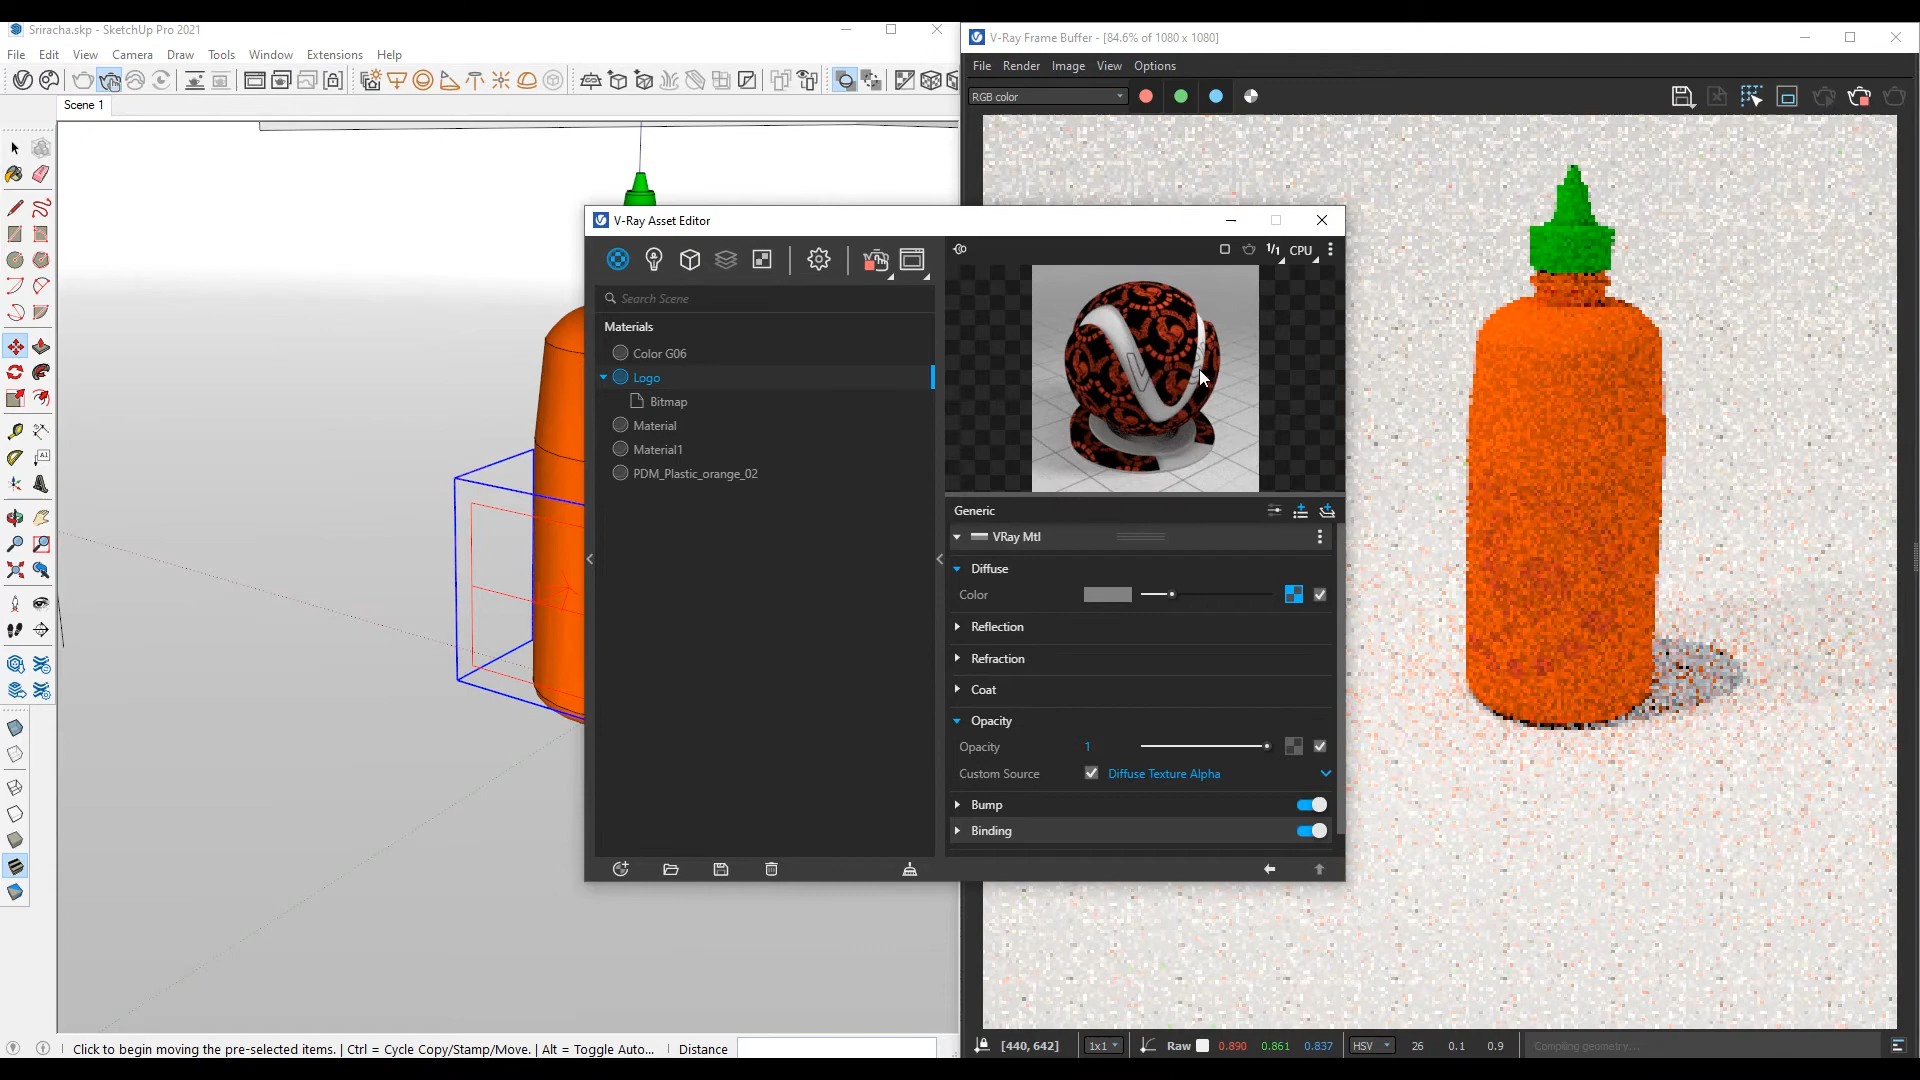 Sriracha.skp - SketchUp Pro 2021
File Edit View Camera Draw Tools Window Extensions Help
Scene 1
V-Ray Frame Buffer - [84.6% of 1080 x 1080]
File Render Image View Options
RGB color
V-Ray Asset Editor
1/1 CPU
Search Scene
Materials
Color G06
Logo
Bitmap
Material
Material1
PDM_Plastic_orange_02
Generic
VRay Mtl
Diffuse
Color
Reflection
Refraction
Coat
Opacity
Opacity 1
Custom Source Diffuse Texture Alpha
Bump
Binding
Click to begin moving the pre-selected items. | Ctrl = Cycle Copy/Stamp/Move. | Alt = Toggle Auto... Distance
[440, 642] 1x1 Raw 0.890 0.861 0.837 HSV 26 0.1 0.9 Compiling geometry...